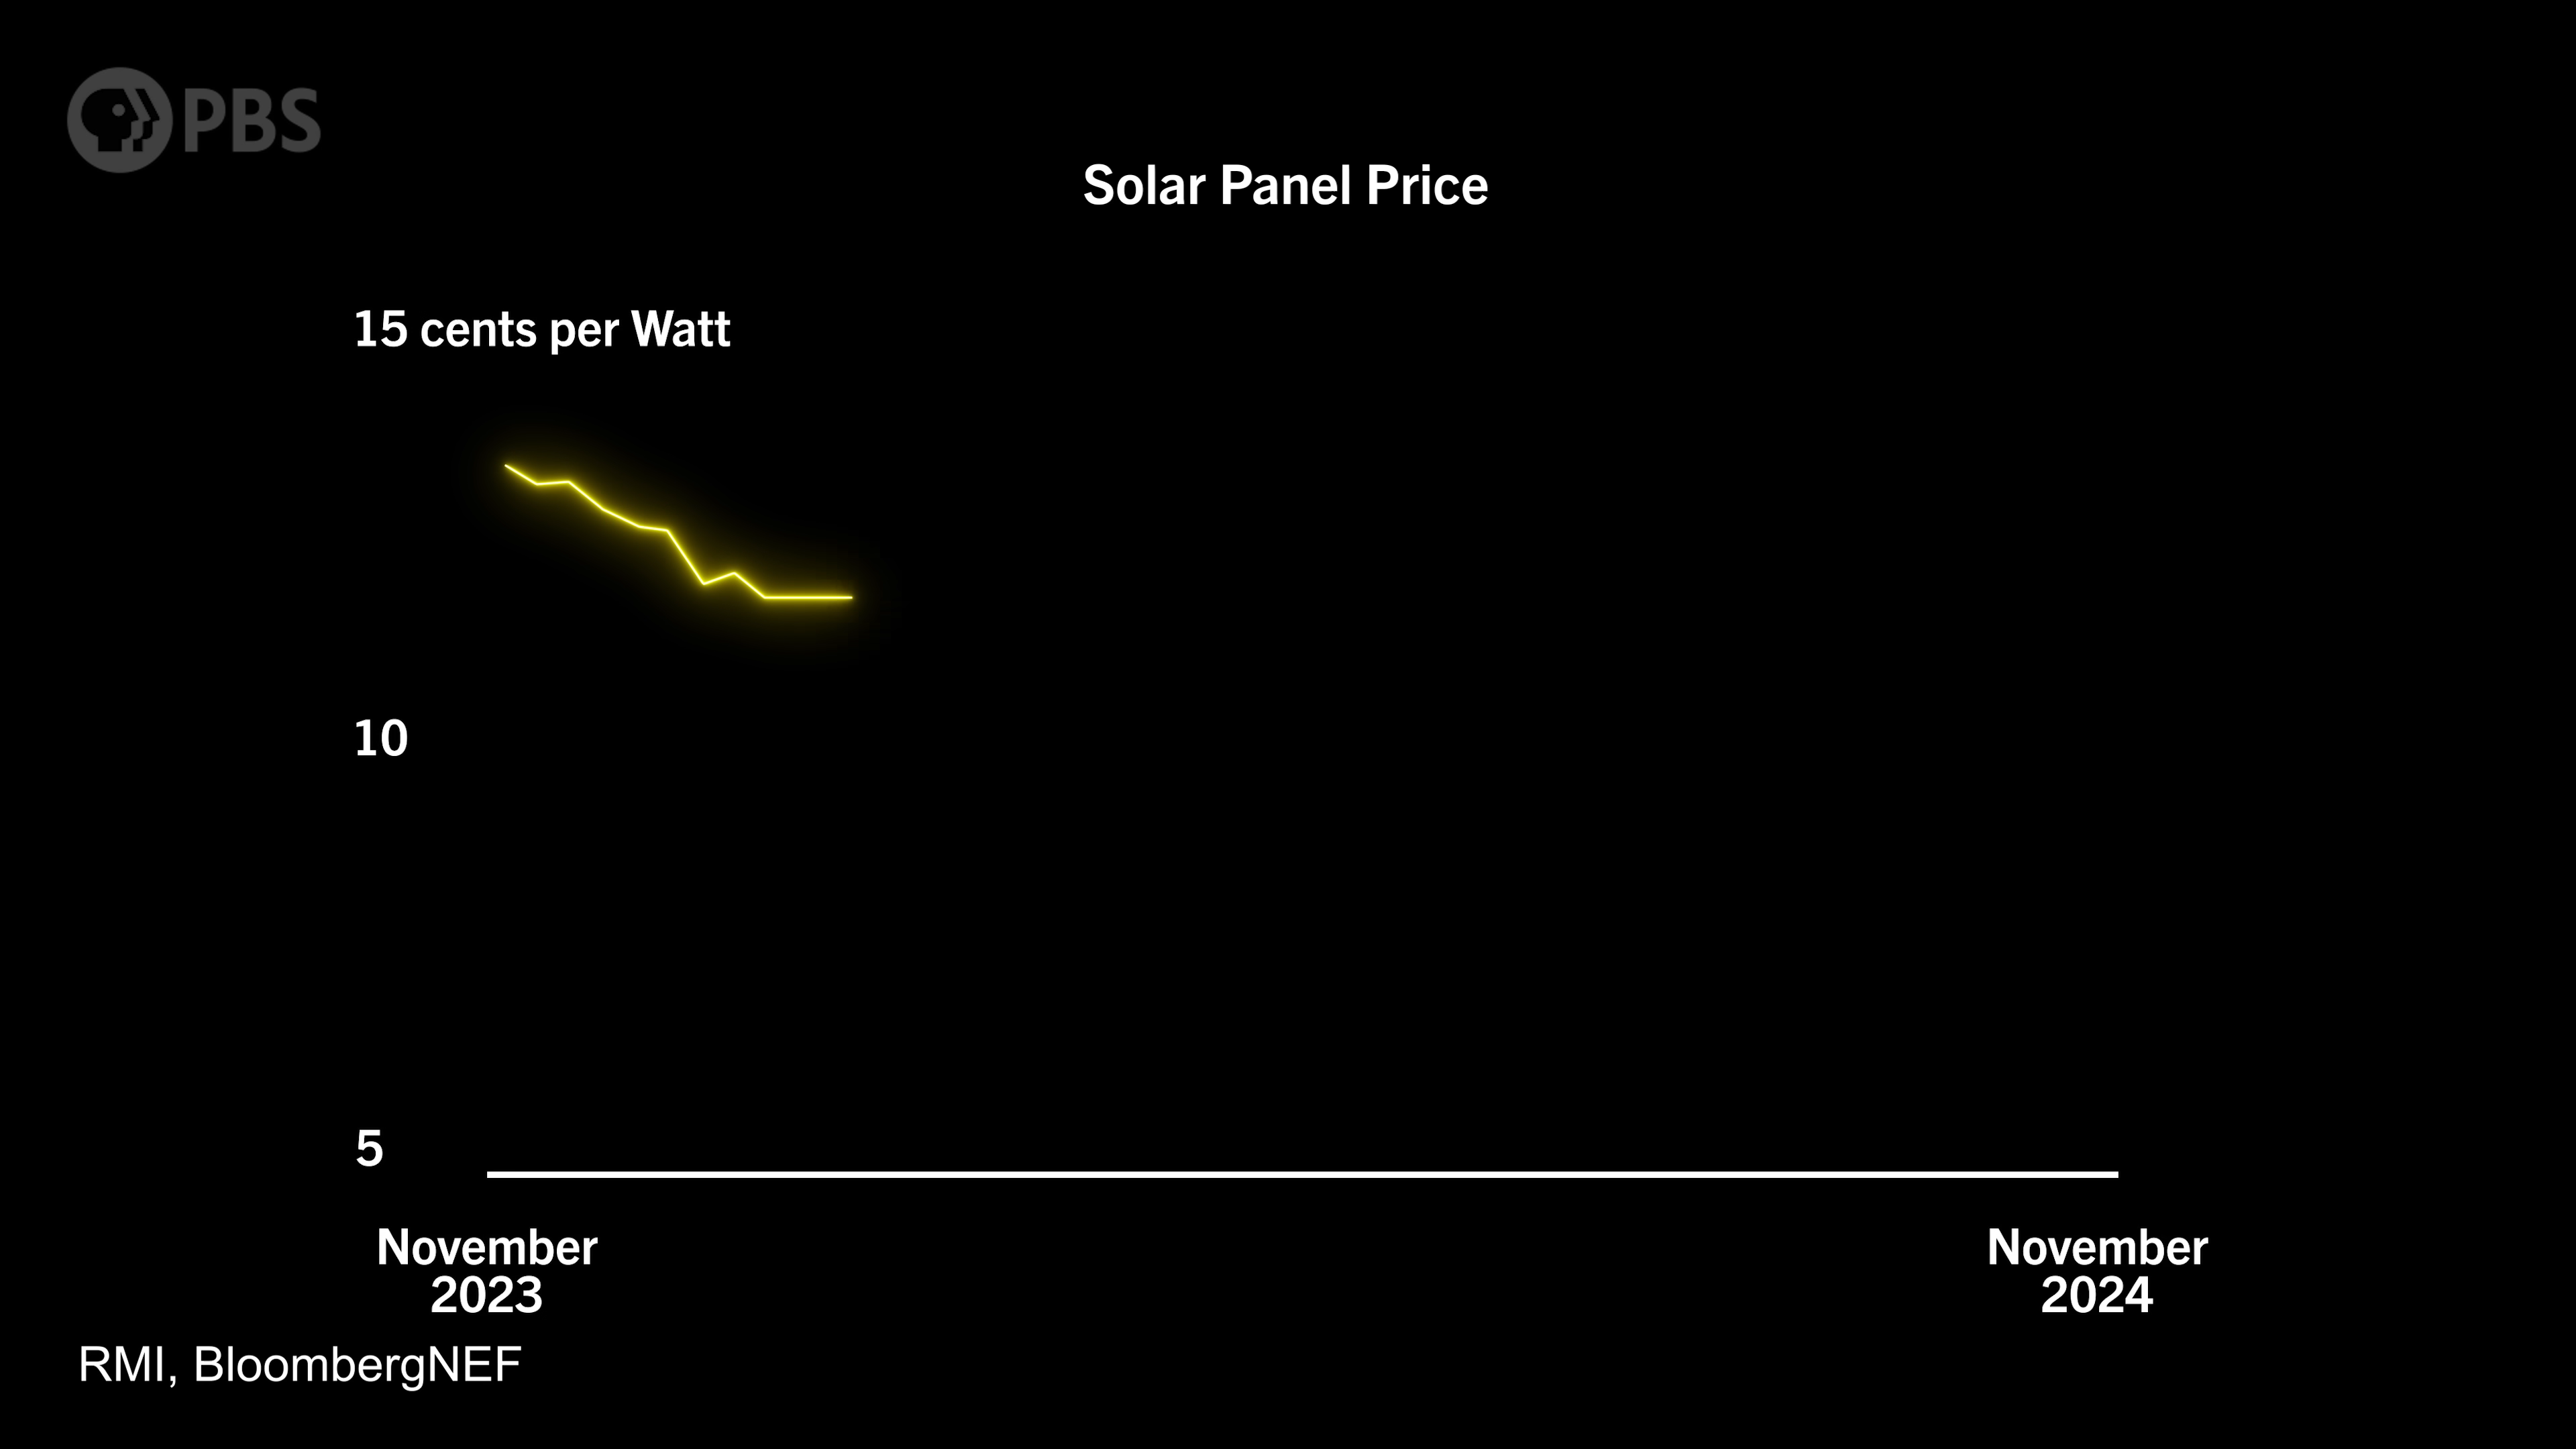 PBS
Solar Panel Price
15 cents per Watt
10
5
November
2023
November
2024
RMI, BloombergNEF